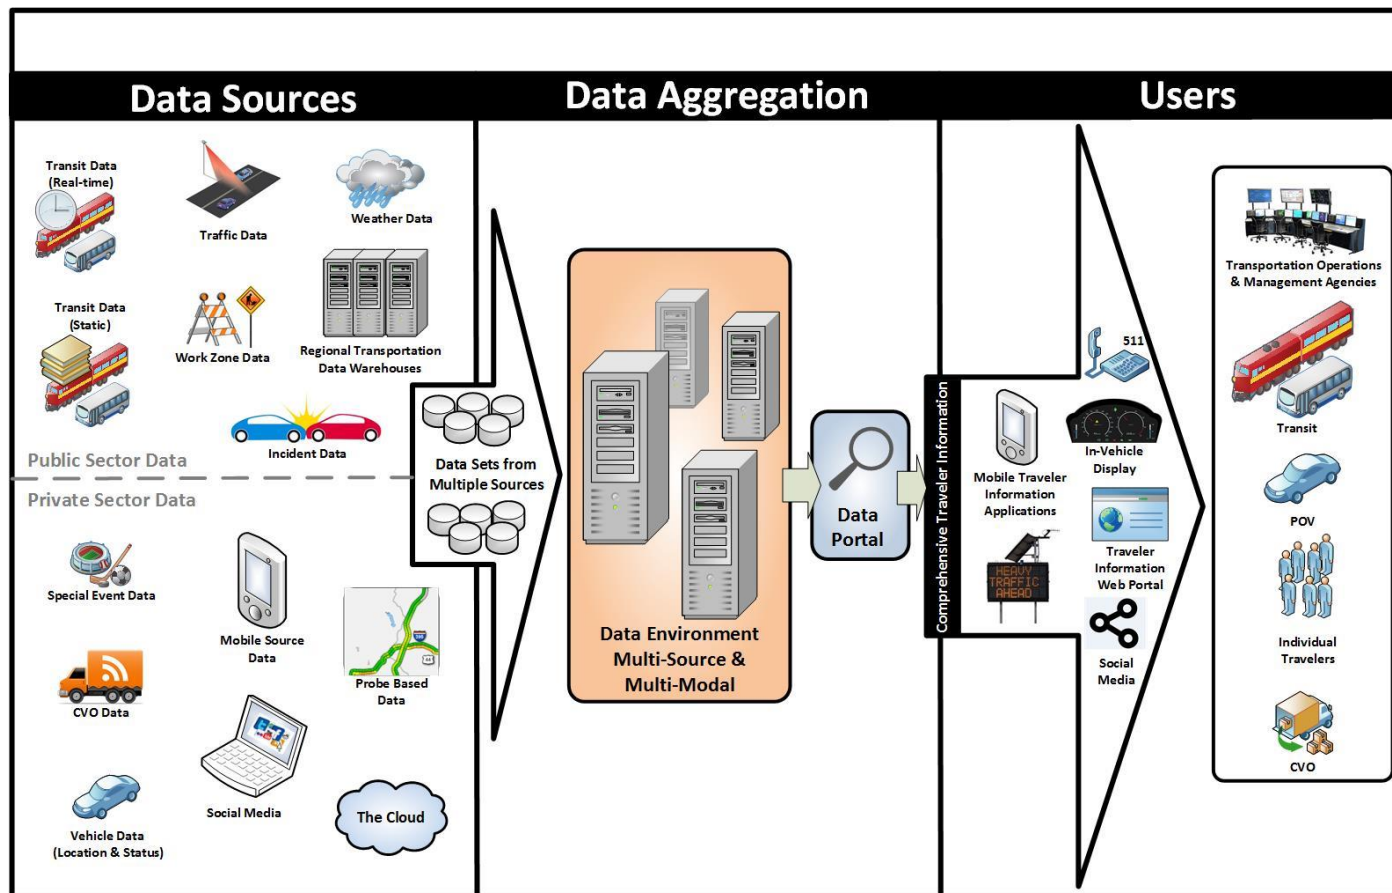 Data Sources
Data Aggregation
Users
Transit Data
(Real-time)
Traffic Data
Weather Data
Transit Data
(Static)
Work Zone Data
Regional Transportation
Data Warehouses
Incident Data
Public Sector Data
Private Sector Data
Special Event Data
Mobile Source
Data
Probe Based
Data
CVO Data
Social Media
Vehicle Data
(Location & Status)
The Cloud
Data Sets from
Multiple Sources
Data Environment
Multi-Source &
Multi-Modal
Data
Portal
Comprehensive Traveler Information
511
Mobile Traveler
Information
Applications
In-Vehicle
Display
HEAVY
TRAFFIC
AHEAD
Traveler
Information
Web Portal
Social
Media
Transportation Operations
& Management Agencies
Transit
POV
Individual
Travelers
CVO